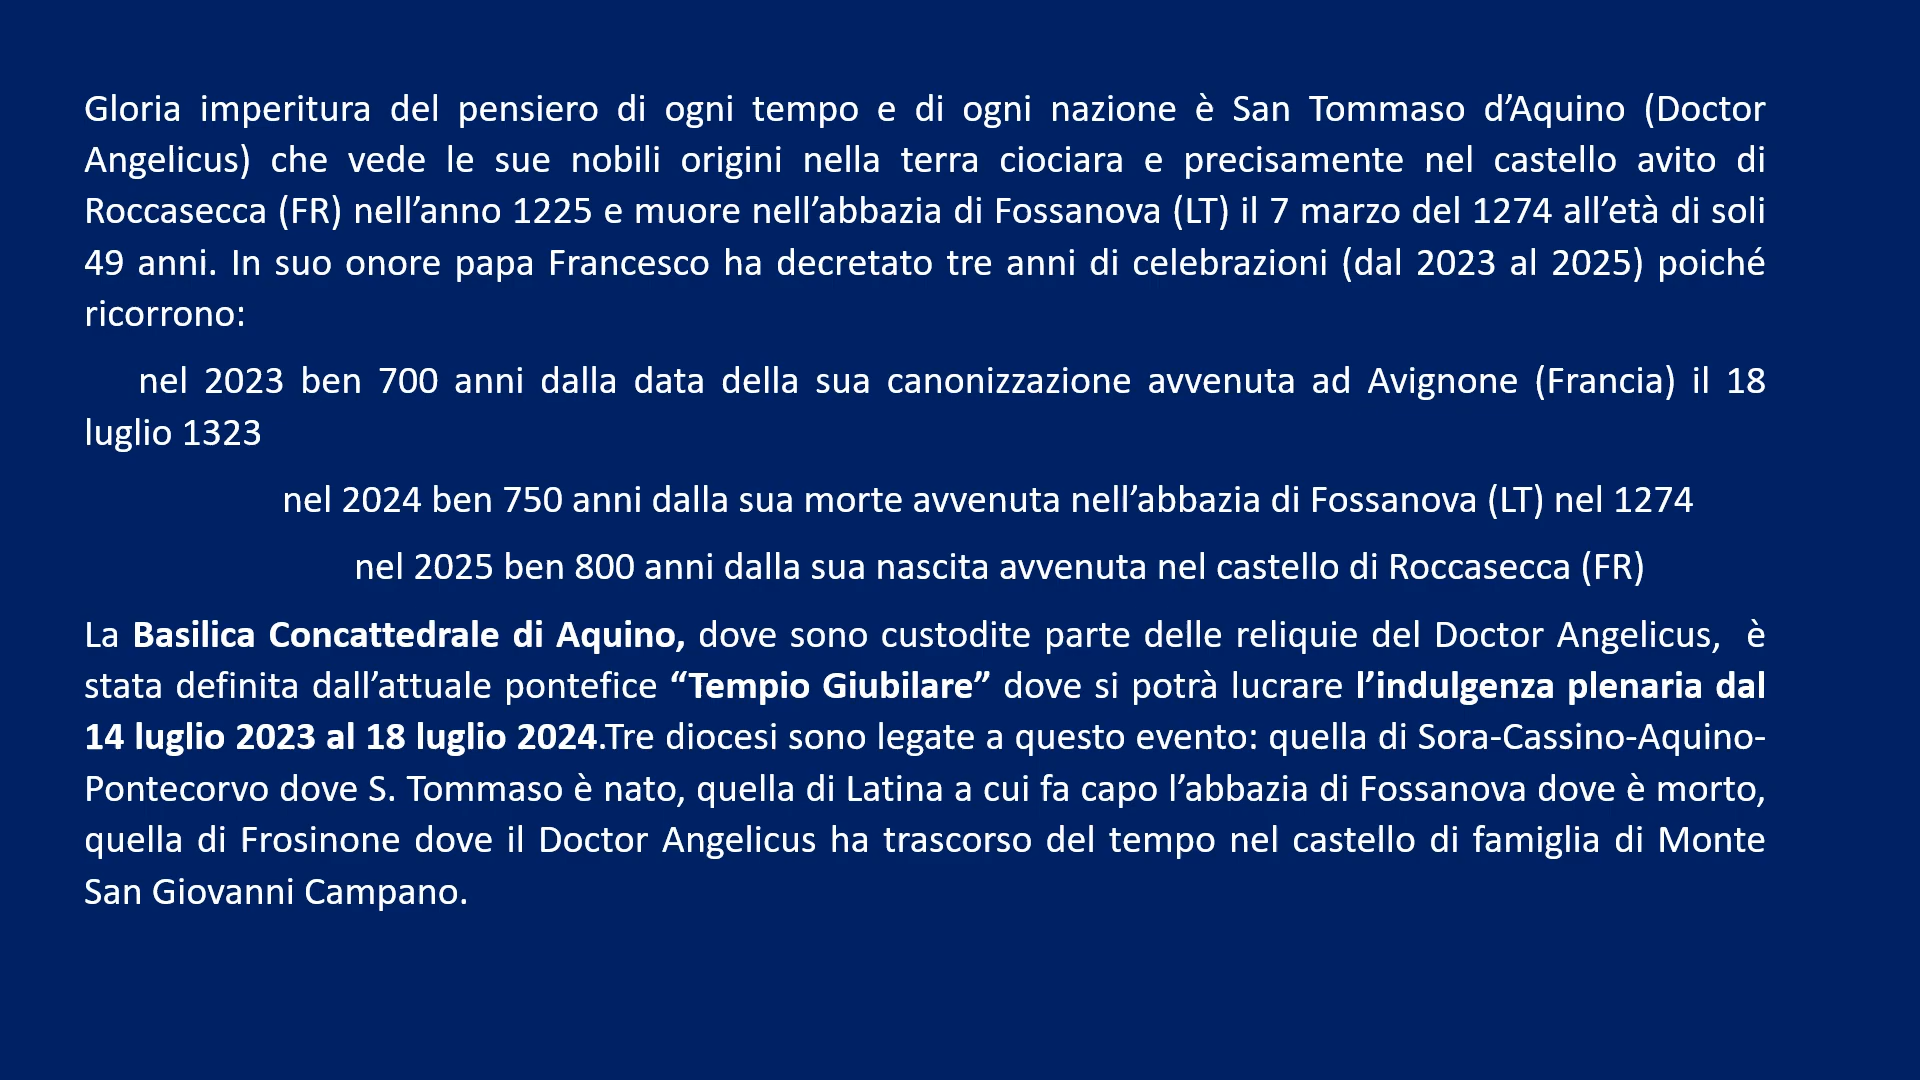 Gloria imperitura del pensiero di ogni tempo e di ogni nazione è San Tommaso d’Aquino (Doctor
Angelicus) che vede le sue nobili origini nella terra ciociara e precisamente nel castello avito di
Roccasecca (FR) nell’anno 1225 e muore nell’abbazia di Fossanova (LT) il 7 marzo del 1274 all’età di soli
49 anni. In suo onore papa Francesco ha decretato tre anni di celebrazioni (dal 2023 al 2025) poiché
ricorrono:
nel 2023 ben 700 anni dalla data della sua canonizzazione avvenuta ad Avignone (Francia) il 18
luglio 1323
nel 2024 ben 750 anni dalla sua morte avvenuta nell’abbazia di Fossanova (LT) nel 1274
nel 2025 ben 800 anni dalla sua nascita avvenuta nel castello di Roccasecca (FR)
La Basilica Concattedrale di Aquino, dove sono custodite parte delle reliquie del Doctor Angelicus, è
stata definita dall’attuale pontefice “Tempio Giubilare” dove si potrà lucrare l’indulgenza plenaria dal
14 luglio 2023 al 18 luglio 2024.Tre diocesi sono legate a questo evento: quella di Sora-Cassino-Aquino-
Pontecorvo dove S. Tommaso è nato, quella di Latina a cui fa capo l’abbazia di Fossanova dove è morto,
quella di Frosinone dove il Doctor Angelicus ha trascorso del tempo nel castello di famiglia di Monte
San Giovanni Campano.